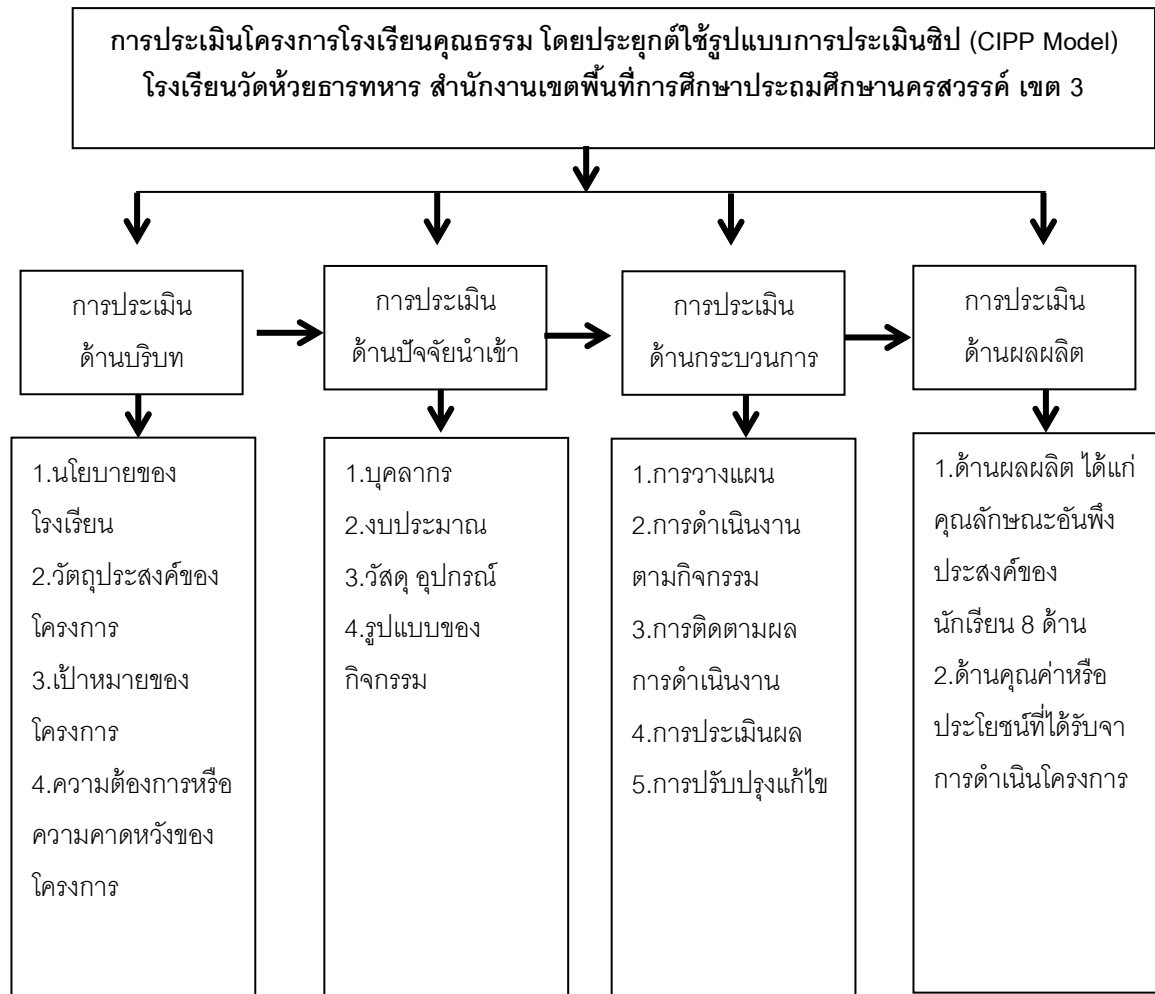 การประเมินโครงการโรงเรียนคุณธรรม โดยประยุกต์ใช้รูปแบบการประเมินซิป (CIPP Model)
โรงเรียนวัดห้วยธารทหาร สำนักงานเขตพื้นที่การศึกษาประถมศึกษานครสวรรค์ เขต 3
การประเมิน
ด้านบริบท
การประเมิน
ด้านปัจจัยนำเข้า
การประเมิน
ด้านกระบวนการ
การประเมิน
ด้านผลผลิต
1.นโยบายของ
โรงเรียน
2.วัตถุประสงค์ของ
โครงการ
3.เป้าหมายของ
โครงการ
4.ความต้องการหรือ
ความคาดหวังของ
โครงการ
1.บุคลากร
2.งบประมาณ
3.วัสดุ อุปกรณ์
4.รูปแบบของ
กิจกรรม
1.การวางแผน
2.การดำเนินงาน
ตามกิจกรรม
3.การติดตามผล
การดำเนินงาน
4.การประเมินผล
5.การปรับปรุงแก้ไข
1.ด้านผลผลิต ได้แก่
คุณลักษณะอันพึง
ประสงค์ของ
นักเรียน 8 ด้าน
2.ด้านคุณค่าหรือ
ประโยชน์ที่ได้รับจา
การดำเนินโครงการ